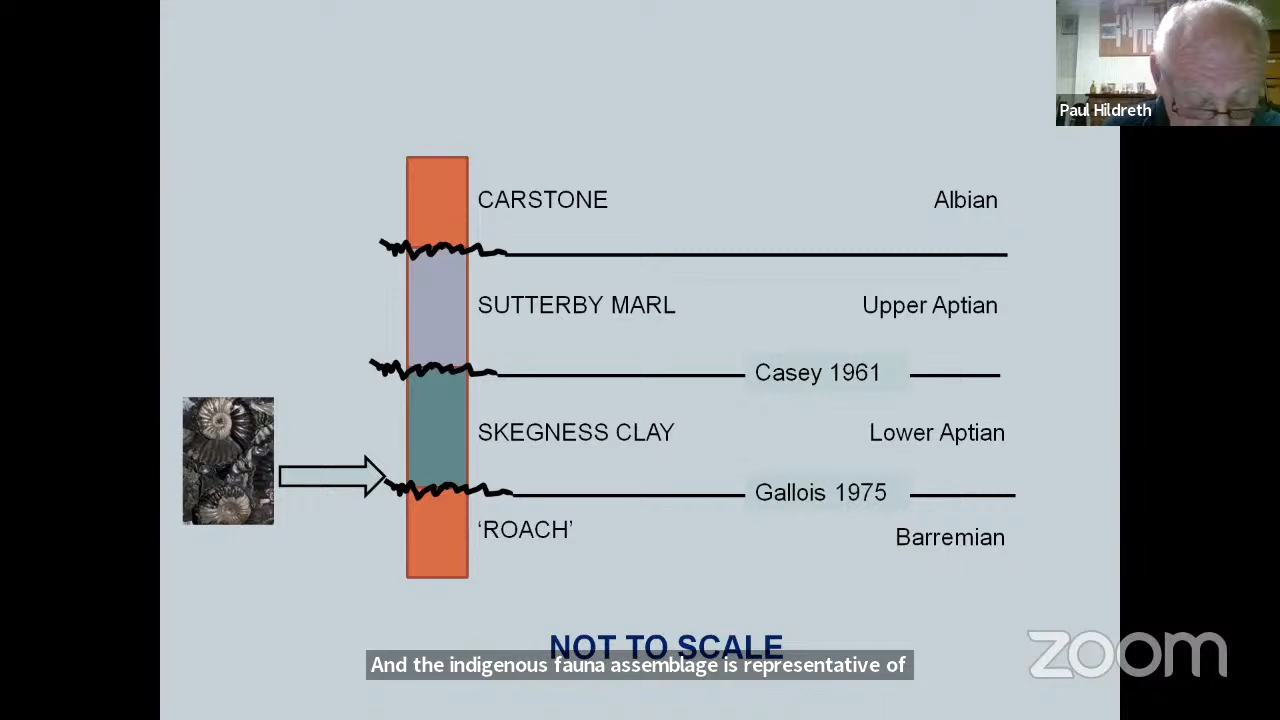 Paul Hildreth
CARSTONE Albian
SUTTERBY MARL Upper Aptian
Casey 1961
SKEGNESS CLAY Lower Aptian
Gallois 1975
‘ROACH’
Barremian
NOT TO SCALE
And the indigenous fauna assemblage is representative of
zoom